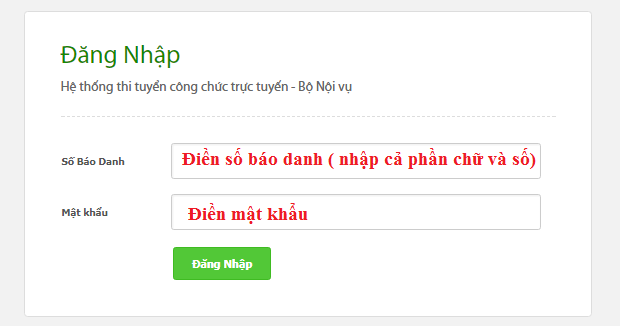 Đăng Nhập
Hệ thống thi tuyển công chức trực tuyến - Bộ Nội vụ
Số Báo Danh
Điền số báo danh ( nhập cả phần chữ và số)
Mật khẩu
Điền mật khẩu
Đăng Nhập